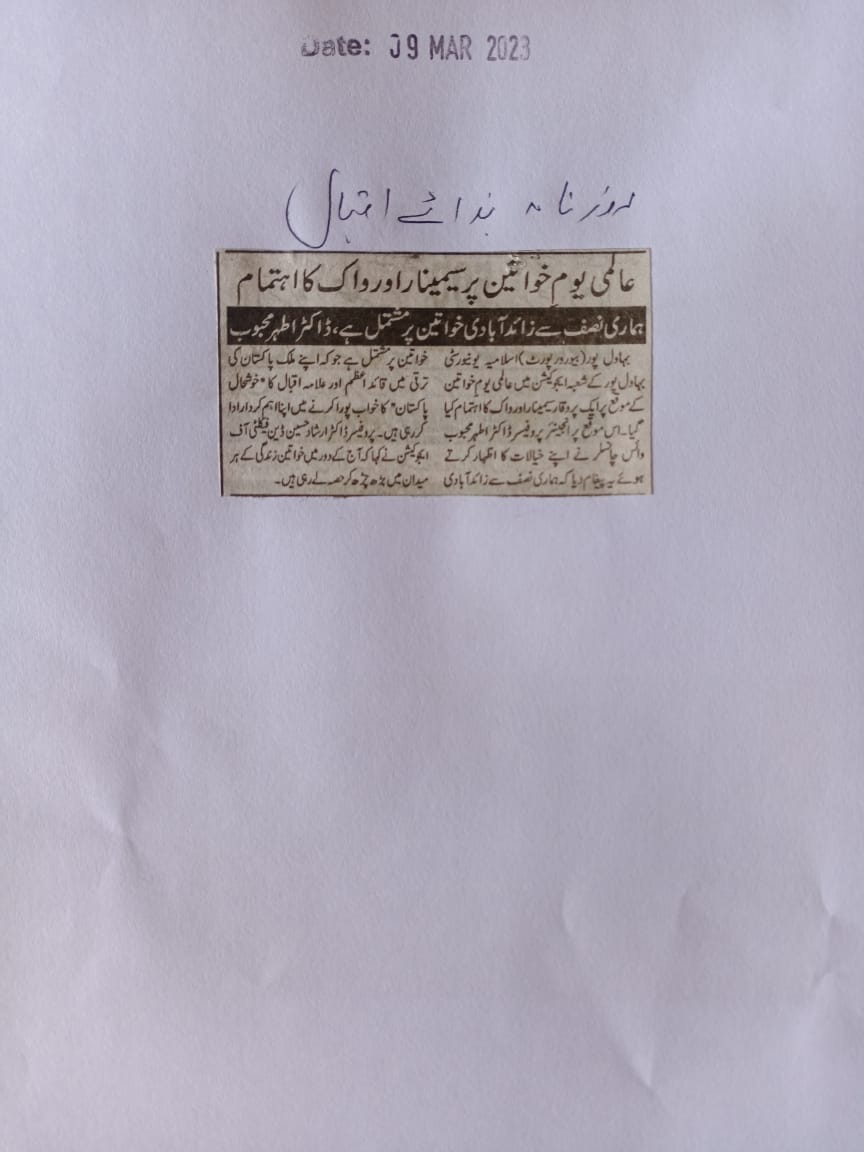 Date: 09 MAR 2023
روزنامہ نوائے اقبال
عالمی یوم خواتین پر سیمینار اور واک کا اہتمام
ہماری نصف سے زائد آبادی خواتین پر مشتمل ہے، ڈاکٹر اطہر محبوب
بہاول پور (بیورورپورٹ) اسلامیہ یونیورسٹی
بہاول پور کے شعبہ ایجوکیشن میں عالمی یوم خواتین
کے موقع پر ایک پروقار سیمینار اور واک کا اہتمام کیا
گیا۔ اس موقع پر انجینئر پروفیسر ڈاکٹر اطہر محبوب
وائس چانسلر نے اپنے خیالات کا اظہار کرتے
ہوئے یہ پیغام دیا کہ ہماری نصف سے زائد آبادی
خواتین پر مشتمل ہے جو کہ اپنے ملک پاکستان کی
ترقی میں قائد اعظم اور علامہ اقبال کا "خوشحال
پاکستان" کا خواب پورا کرنے میں اپنا اہم کردار ادا
کر رہی ہیں۔ پروفیسر ڈاکٹر ارشاد حسین ڈین فیکلٹی آف
ایجوکیشن نے کہا کہ آج کے دور میں خواتین زندگی کے ہر
میدان میں بڑھ چڑھ کر حصہ لے رہی ہیں۔